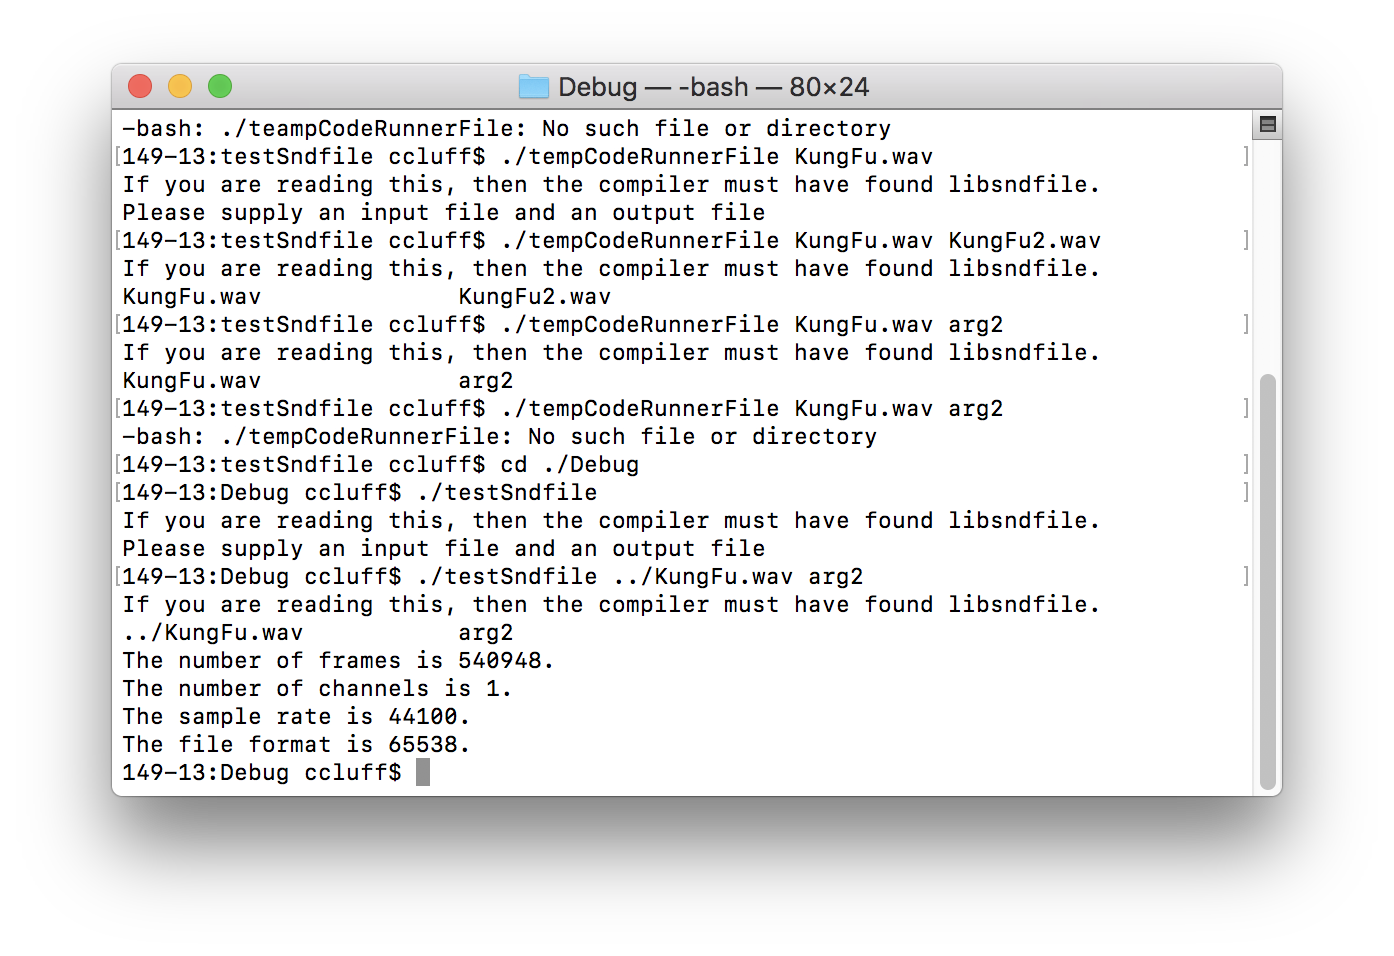 Debug — -bash — 80×24
-bash: ./teampCodeRunnerFile: No such file or directory
[149-13:testSndfile ccluff$ ./tempCodeRunnerFile KungFu.wav ]
If you are reading this, then the compiler must have found libsndfile.
Please supply an input file and an output file
[149-13:testSndfile ccluff$ ./tempCodeRunnerFile KungFu.wav KungFu2.wav ]
If you are reading this, then the compiler must have found libsndfile.
KungFu.wav              KungFu2.wav
[149-13:testSndfile ccluff$ ./tempCodeRunnerFile KungFu.wav arg2 ]
If you are reading this, then the compiler must have found libsndfile.
KungFu.wav              arg2
[149-13:testSndfile ccluff$ ./tempCodeRunnerFile KungFu.wav arg2 ]
-bash: ./tempCodeRunnerFile: No such file or directory
[149-13:testSndfile ccluff$ cd ./Debug ]
[149-13:Debug ccluff$ ./testSndfile ]
If you are reading this, then the compiler must have found libsndfile.
Please supply an input file and an output file
[149-13:Debug ccluff$ ./testSndfile ../KungFu.wav arg2 ]
If you are reading this, then the compiler must have found libsndfile.
../KungFu.wav           arg2
The number of frames is 540948.
The number of channels is 1.
The sample rate is 44100.
The file format is 65538.
149-13:Debug ccluff$